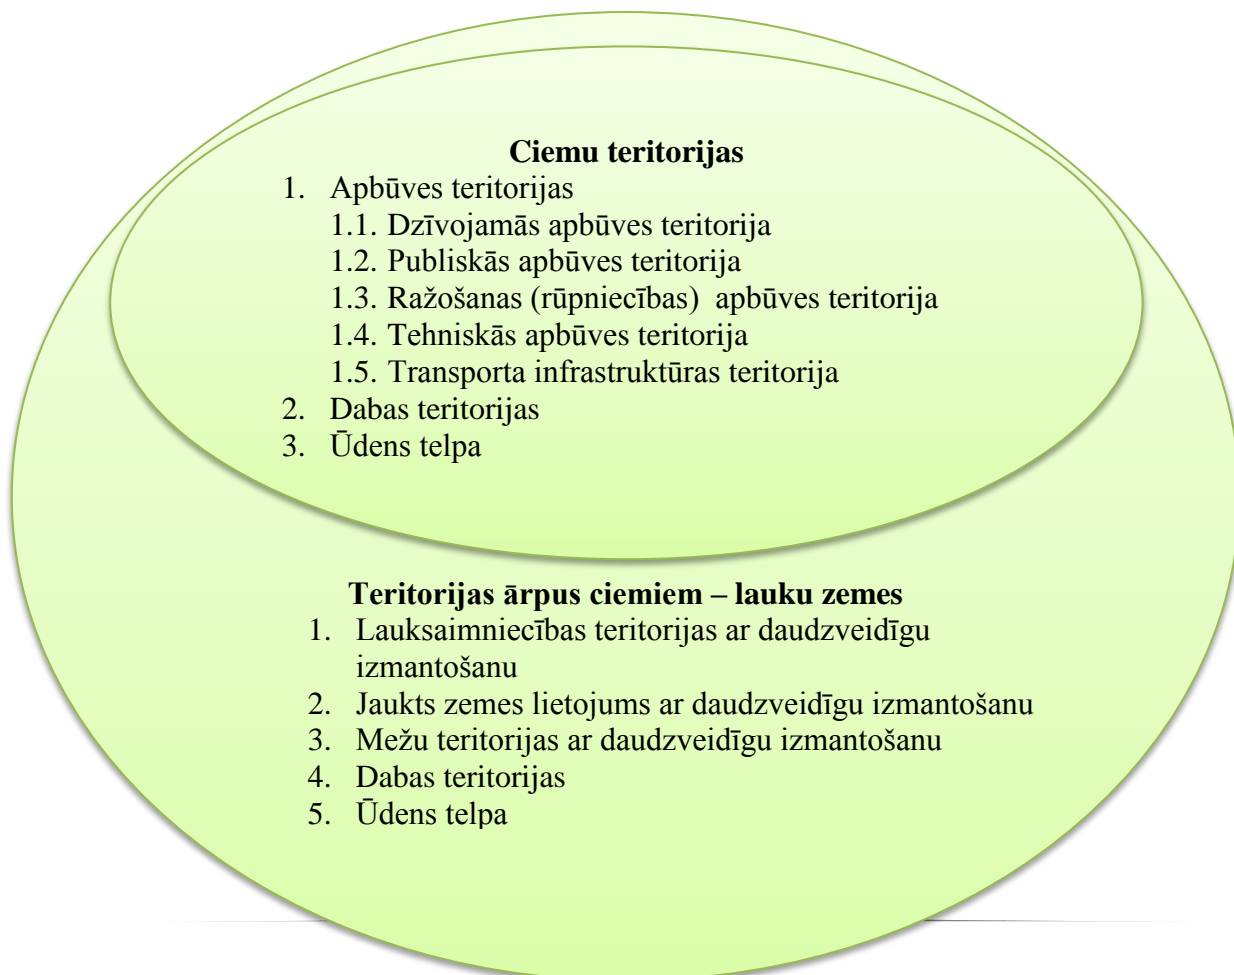 Ciemu teritorijas
1. Apbūves teritorijas
1.1. Dzīvojamās apbūves teritorija
1.2. Publiskās apbūves teritorija
1.3. Ražošanas (rūpniecības)  apbūves teritorija
1.4. Tehniskās apbūves teritorija
1.5. Transporta infrastruktūras teritorija
2. Dabas teritorijas
3. Ūdens telpa
Teritorijas ārpus ciemiem – lauku zemes
1. Lauksaimniecības teritorijas ar daudzveidīgu
izmantošanu
2. Jaukts zemes lietojums ar daudzveidīgu izmantošanu
3. Mežu teritorijas ar daudzveidīgu izmantošanu
4. Dabas teritorijas
5. Ūdens telpa